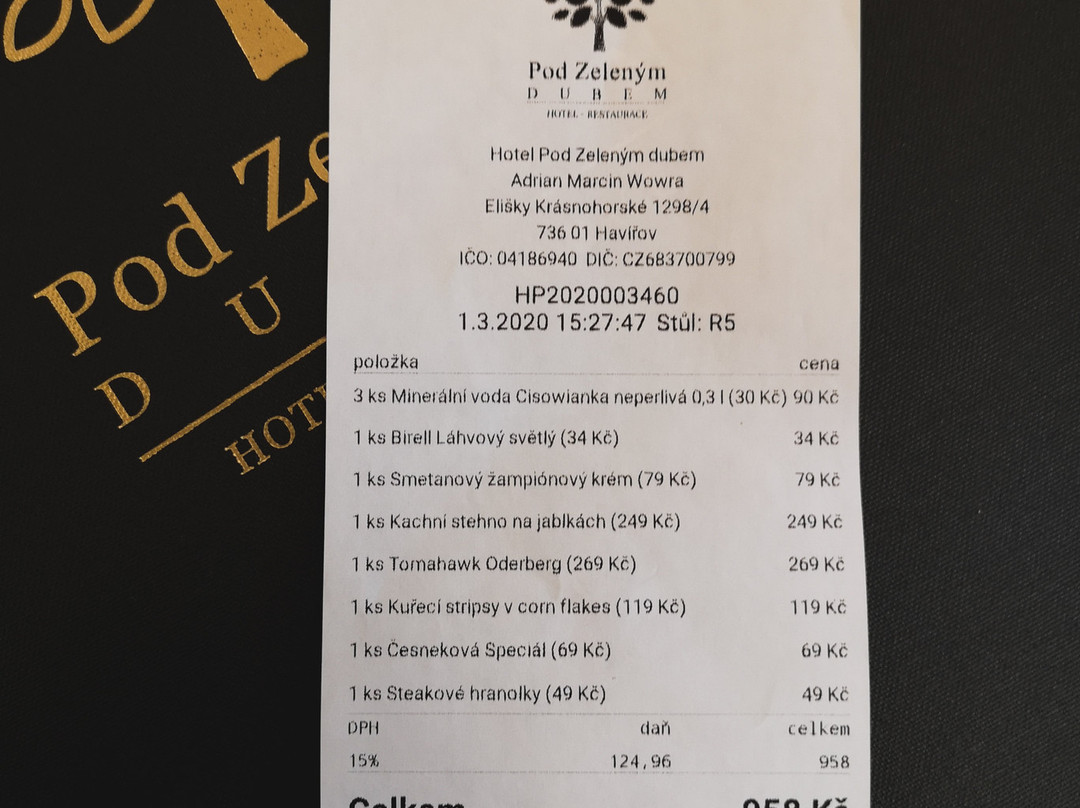 Pod Ze
D U
HOT
Pod Zeleným
D U B E M
HOTEL - RESTAURACE
Hotel Pod Zeleným dubem
Adrian Marcin Wowra
Elišky Krásnohorské 1298/4
736 01 Havířov
IČO: 04186940 DIČ: CZ683700799
HP2020003460
1.3.2020 15:27:47 Stůl: R5
položka cena
3 ks Minerální voda Cisowianka neperlivá 0,3 l (30 Kč) 90 Kč
1 ks Birell Láhvový světlý (34 Kč) 34 Kč
1 ks Smetanový žampiónový krém (79 Kč) 79 Kč
1 ks Kachní stehno na jablkách (249 Kč) 249 Kč
1 ks Tomahawk Oderberg (269 Kč) 269 Kč
1 ks Kuřecí stripsy v corn flakes (119 Kč) 119 Kč
1 ks Česneková Speciál (69 Kč) 69 Kč
1 ks Steakové hranolky (49 Kč) 49 Kč
DPH daň celkem
15% 124,96 958
Celkem 958 Kč